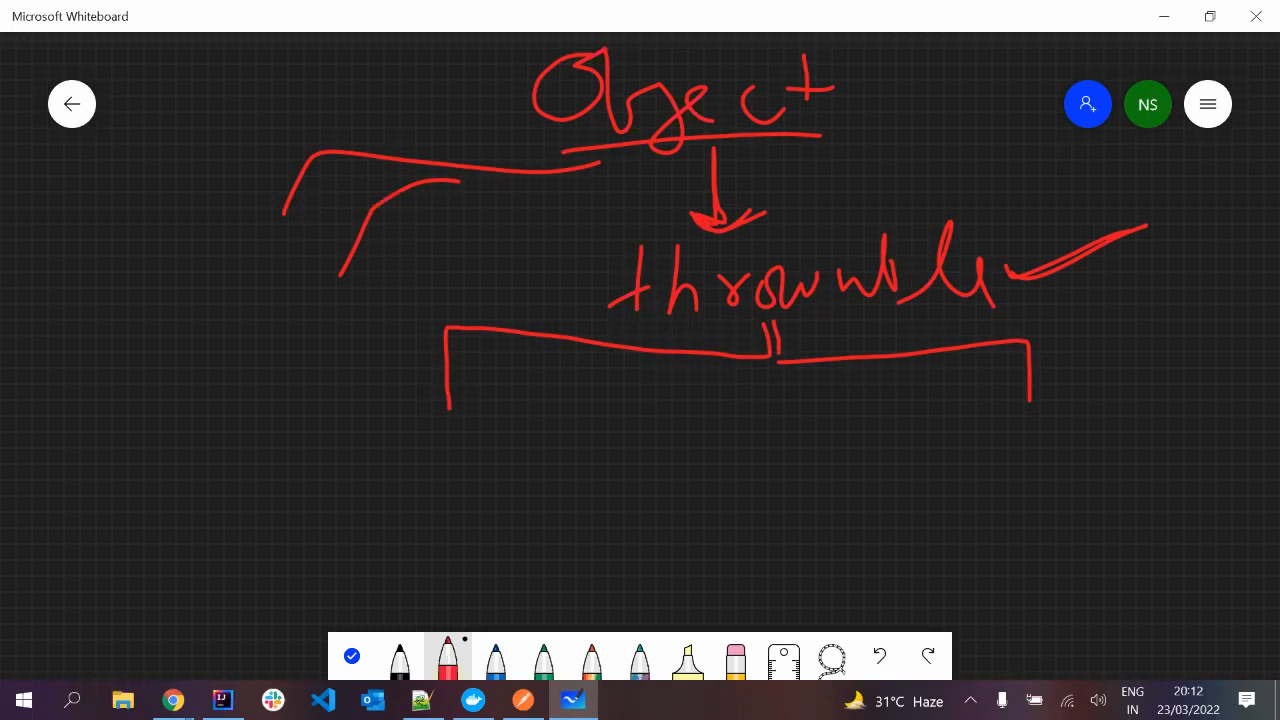 Microsoft Whiteboard
Object
NS
throwable
31°C Haze
ENG
IN
20:12
23/03/2022